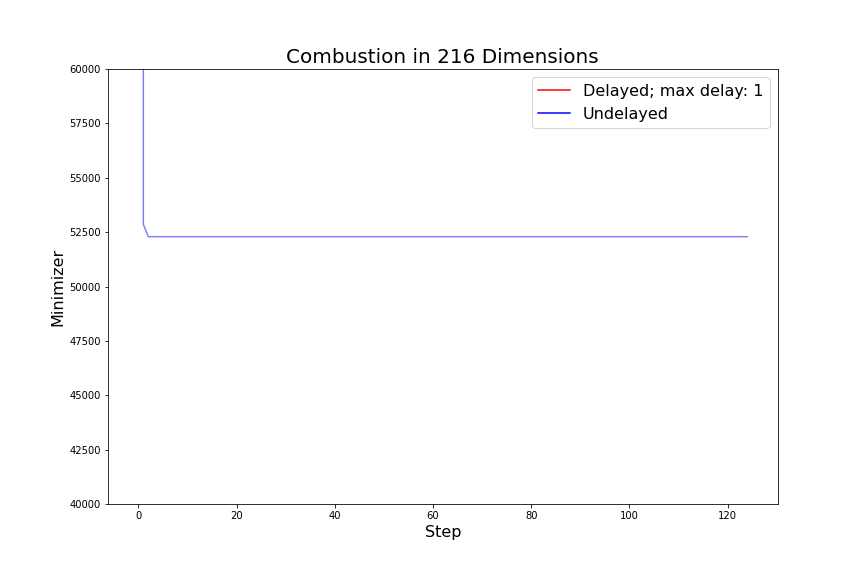 Combustion in 216 Dimensions
Delayed; max delay: 1
Undelayed
Minimizer
60000
57500
55000
52500
50000
47500
45000
42500
40000
0 20 40 60 80 100 120
Step